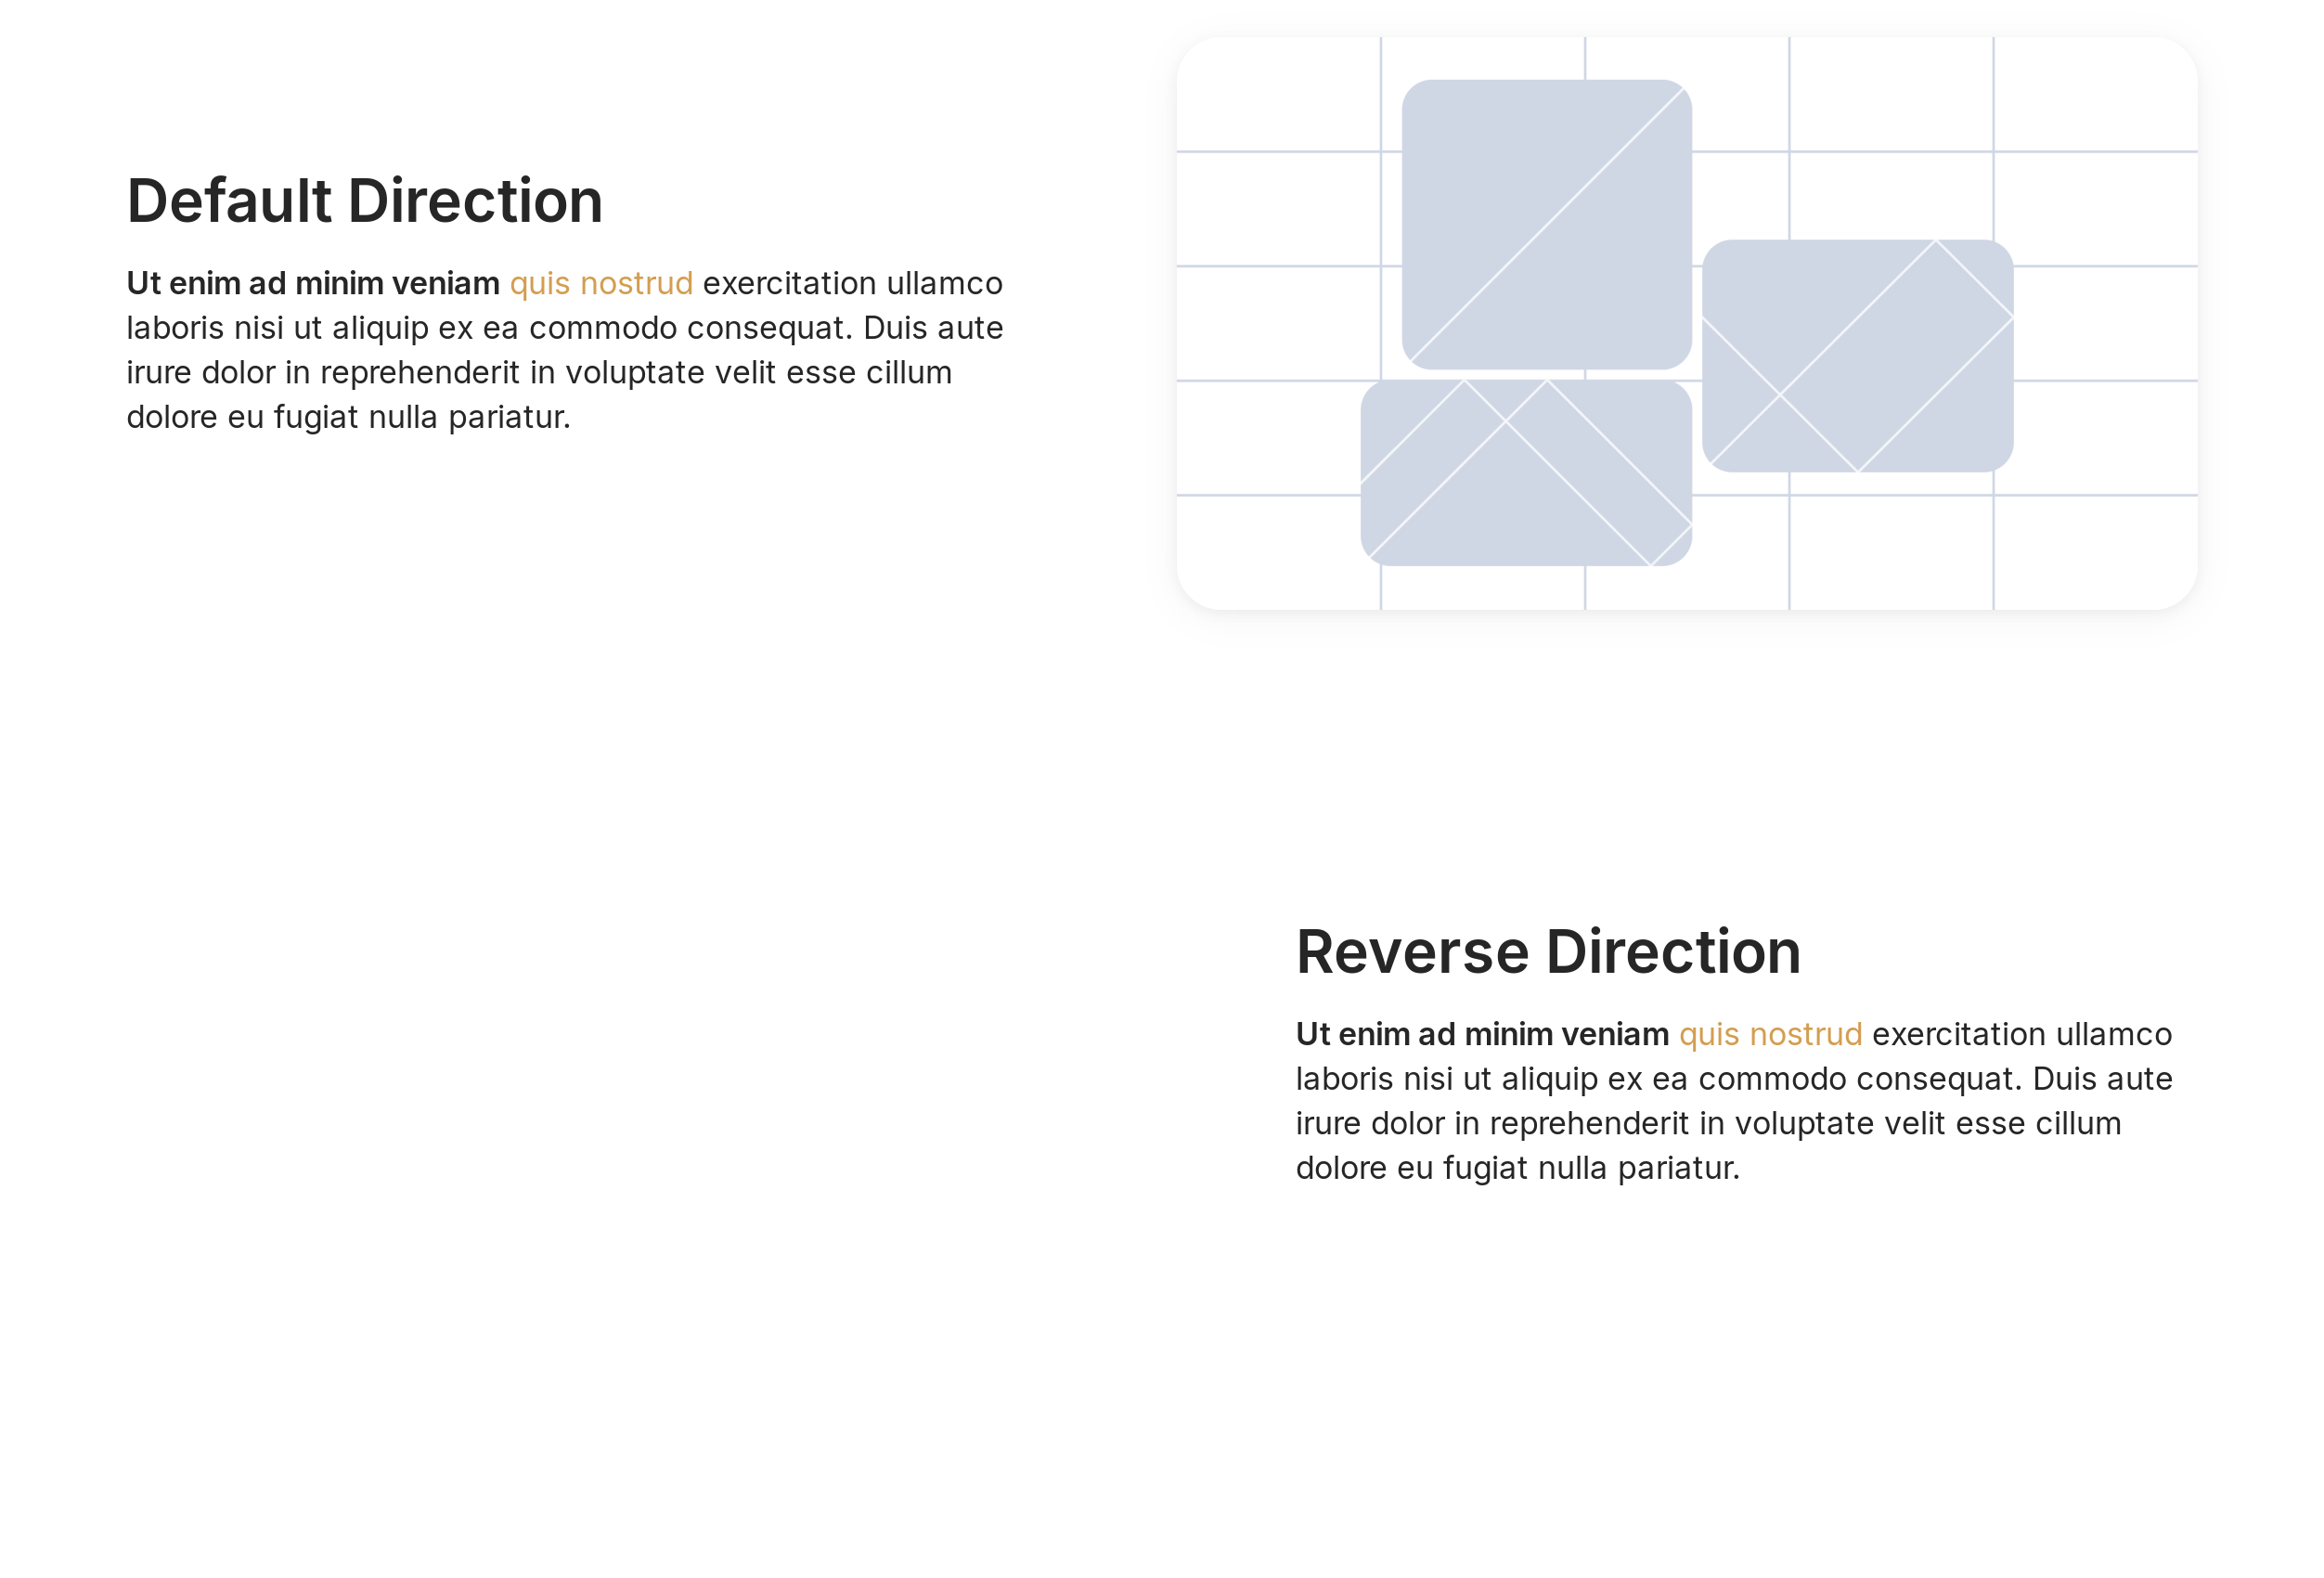 Default Direction
Ut enim ad minim veniam quis nostrud exercitation ullamco
laboris nisi ut aliquip ex ea commodo consequat. Duis aute
irure dolor in reprehenderit in voluptate velit esse cillum
dolore eu fugiat nulla pariatur.
Reverse Direction
Ut enim ad minim veniam quis nostrud exercitation ullamco
laboris nisi ut aliquip ex ea commodo consequat. Duis aute
irure dolor in reprehenderit in voluptate velit esse cillum
dolore eu fugiat nulla pariatur.